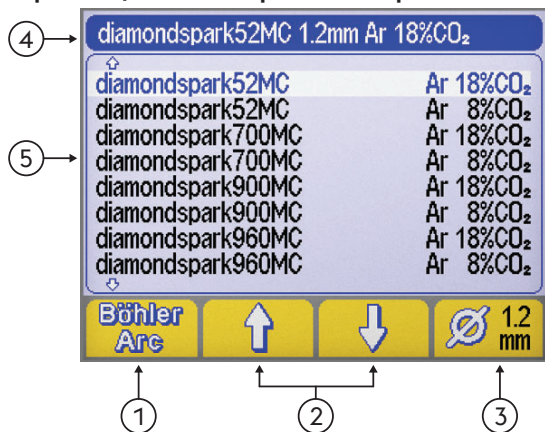 ④ diamondspark52MC 1.2mm Ar 18%CO₂
diamondspark52MC Ar 18%CO₂
diamondspark52MC Ar 8%CO₂
diamondspark700MC Ar 18%CO₂
⑤ diamondspark700MC Ar 8%CO₂
diamondspark900MC Ar 18%CO₂
diamondspark900MC Ar 8%CO₂
diamondspark960MC Ar 18%CO₂
diamondspark960MC Ar 8%CO₂
Böhler Arc
Ø 1.2 mm
① ② ③